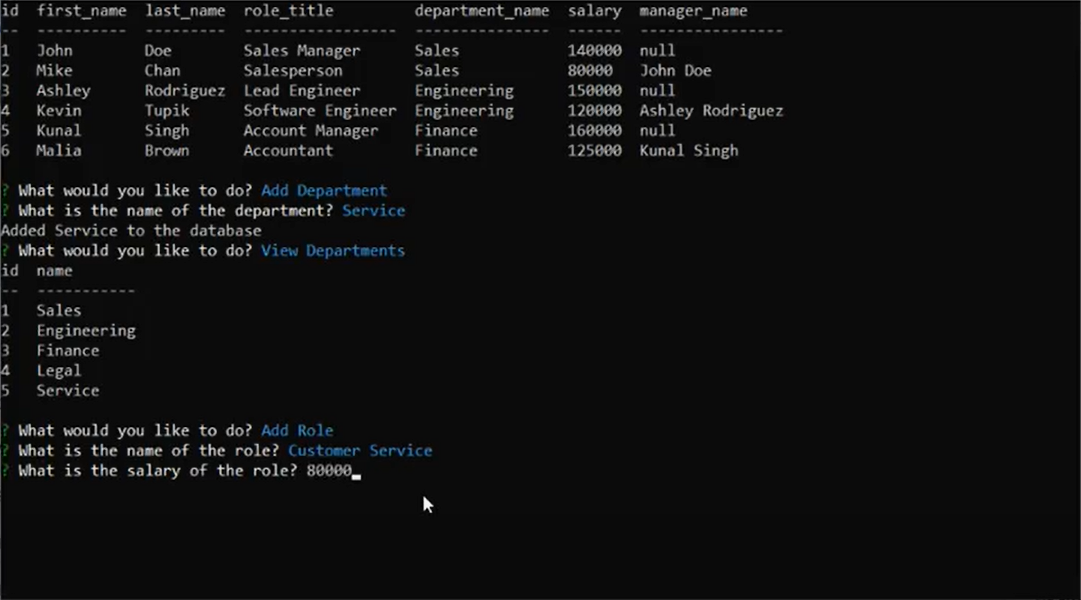 id first_name last_name role_title department_name salary manager_name
-- ---------- --------- ----------------- --------------- ------ ----------------
1 John Doe Sales Manager Sales 140000 null
2 Mike Chan Salesperson Sales 80000 John Doe
3 Ashley Rodriguez Lead Engineer Engineering 150000 null
4 Kevin Tupik Software Engineer Engineering 120000 Ashley Rodriguez
5 Kunal Singh Account Manager Finance 160000 null
6 Malia Brown Accountant Finance 125000 Kunal Singh
? What would you like to do? Add Department
? What is the name of the department? Service
Added Service to the database
? What would you like to do? View Departments
id name
-- -----------
1 Sales
2 Engineering
3 Finance
4 Legal
5 Service
? What would you like to do? Add Role
? What is the name of the role? Customer Service
? What is the salary of the role? 80000